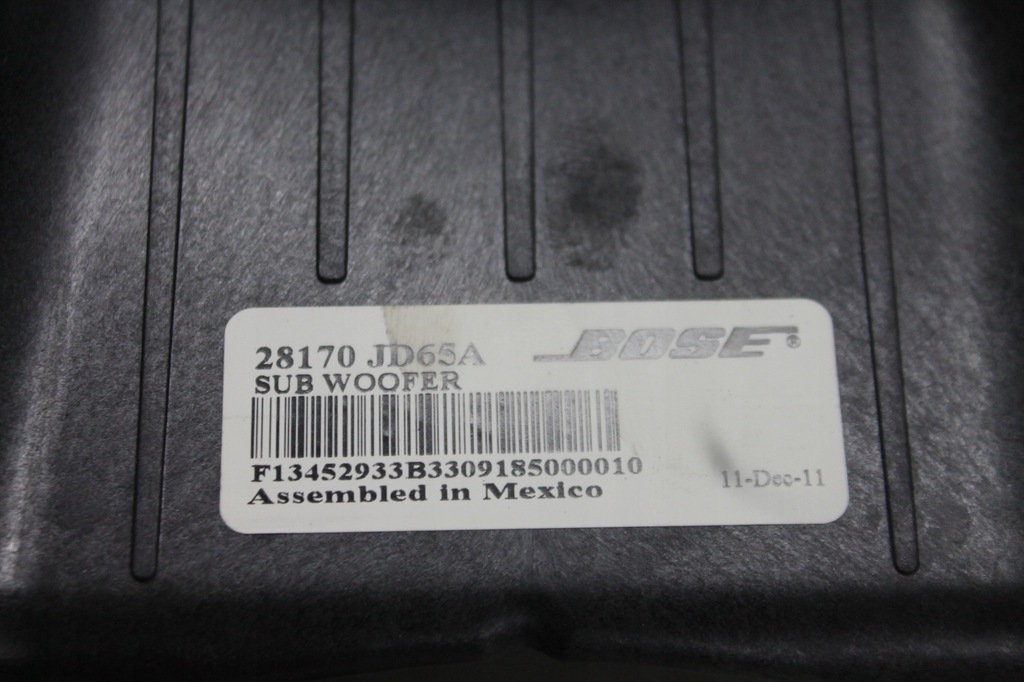 28170 JD65A
BOSE®
SUB WOOFER
F13452933B3309185000010
Assembled in Mexico
11-Dec-11